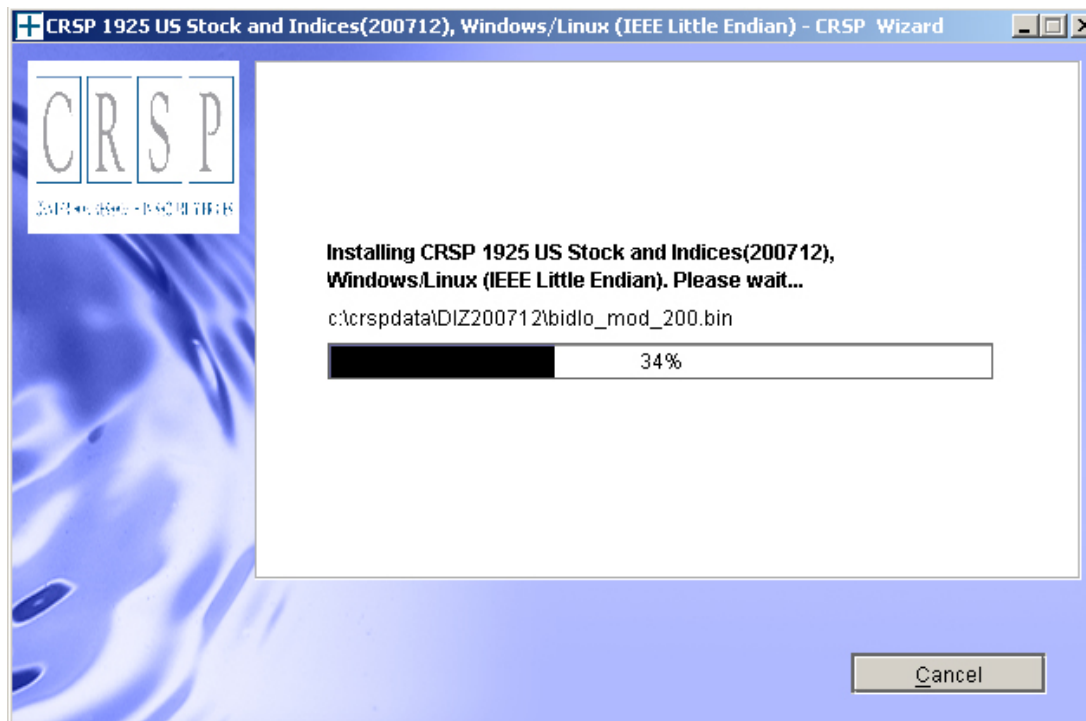 CRSP 1925 US Stock and Indices(200712), Windows/Linux (IEEE Little Endian) - CRSP Wizard
CRSP
Installing CRSP 1925 US Stock and Indices(200712),
Windows/Linux (IEEE Little Endian). Please wait...
c:\crspdata\DIZ200712\bidlo_mod_200.bin
34%
Cancel